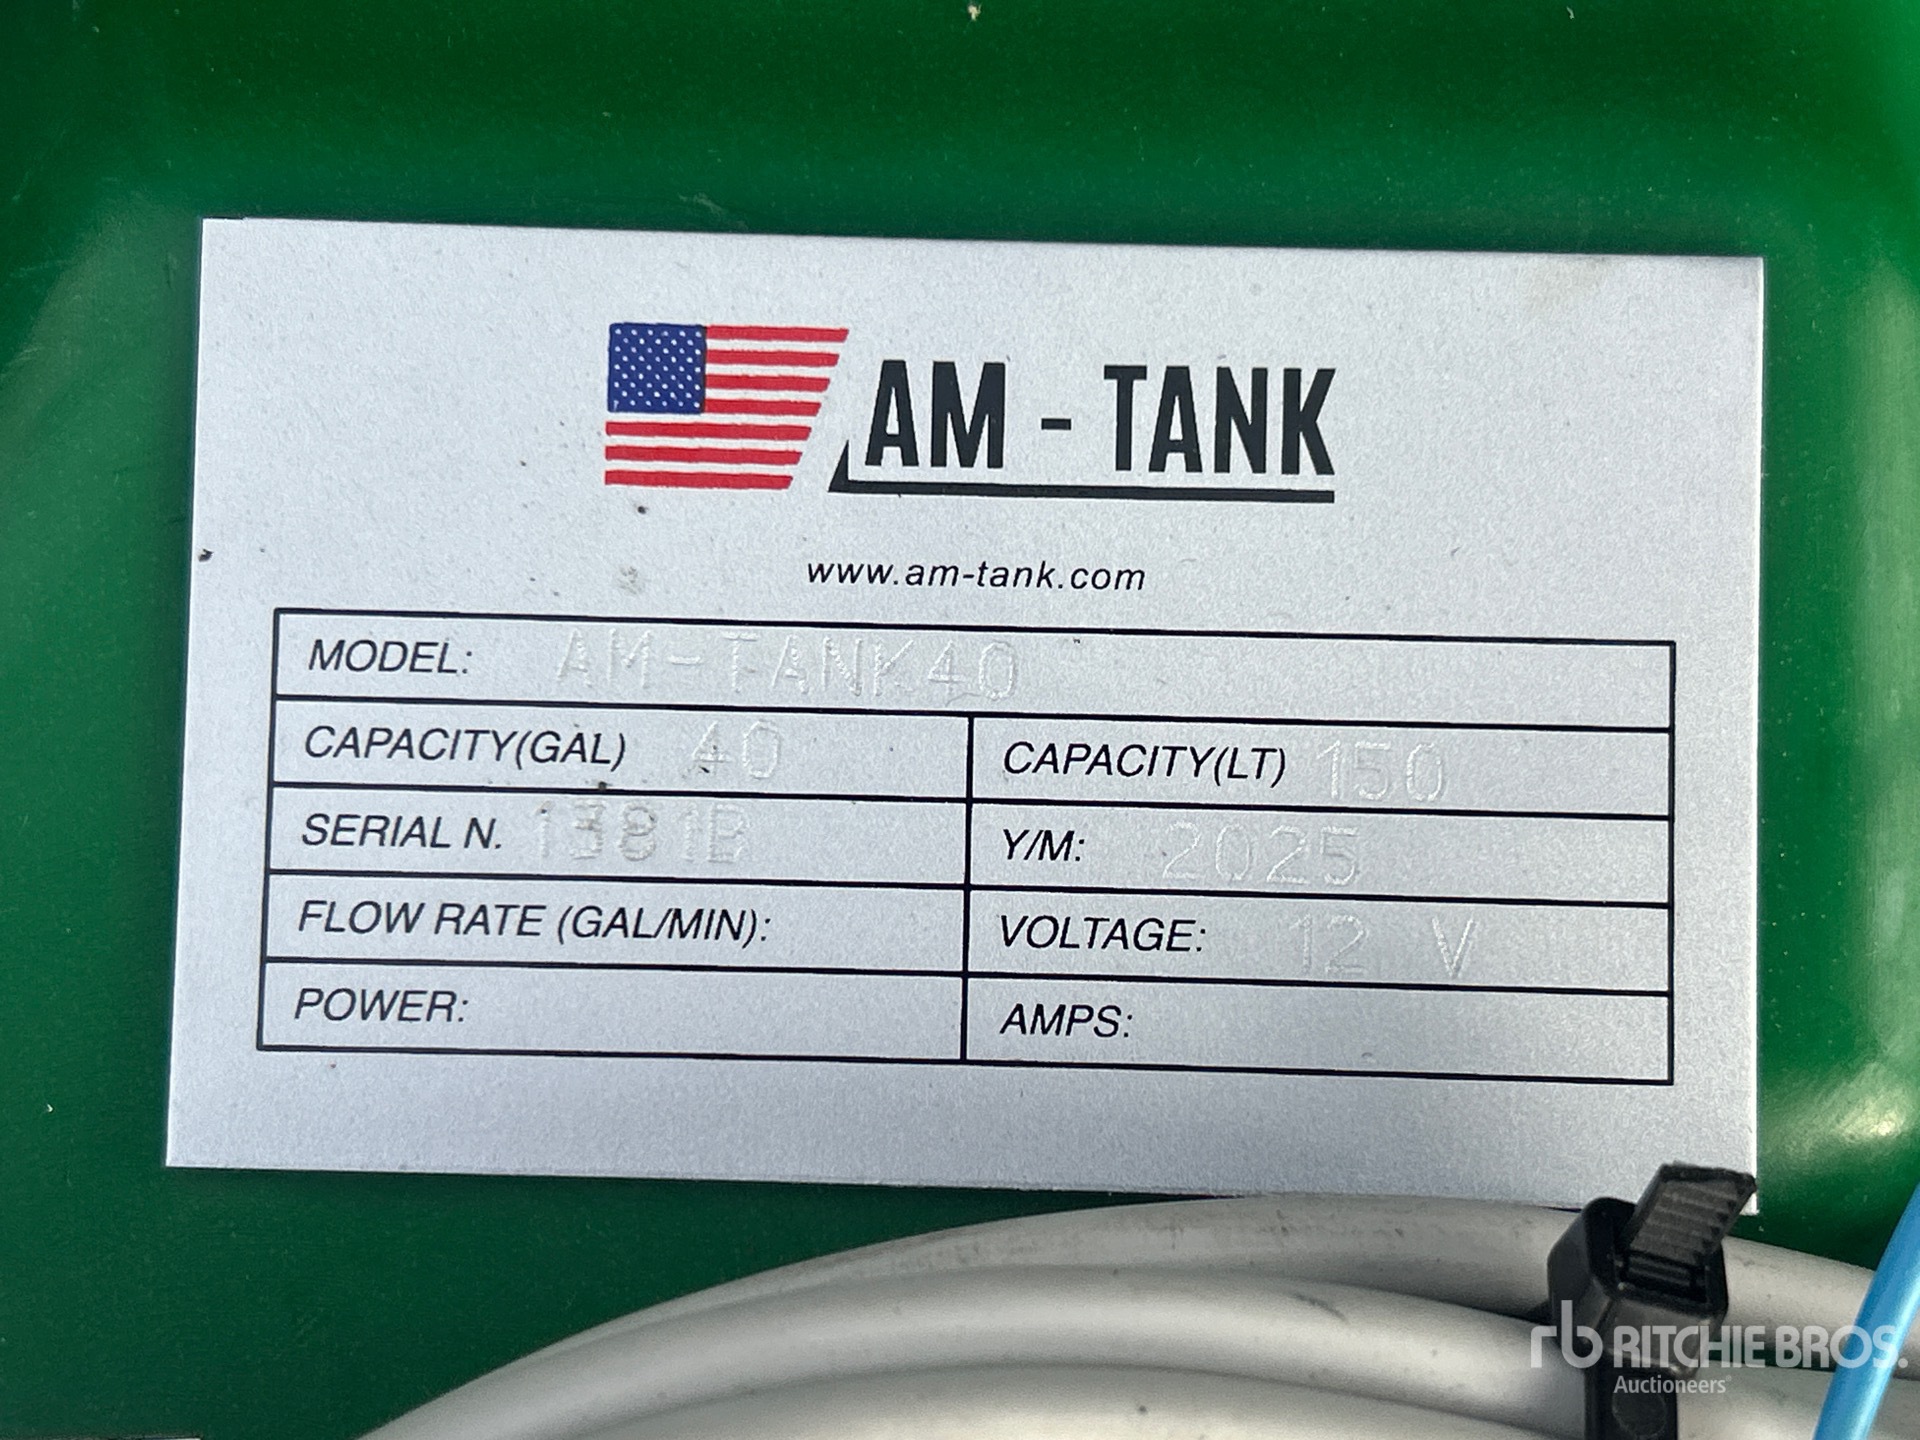 AM - TANK
www.am-tank.com
MODEL: AM-TANK40
CAPACITY(GAL) 40 CAPACITY(LT) 150
SERIAL N. 1381B Y/M: 2025
FLOW RATE (GAL/MIN): VOLTAGE: 12 V
POWER: AMPS:
rb RITCHIE BROS.
Auctioneers